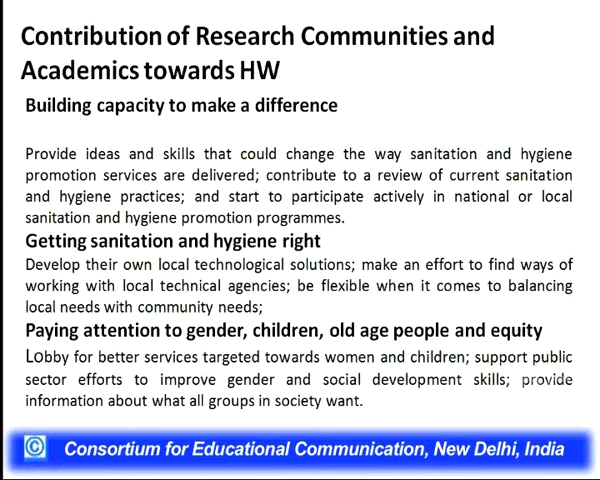 Contribution of Research Communities and
Academics towards HW
Building capacity to make a difference
Provide ideas and skills that could change the way sanitation and hygiene
promotion services are delivered; contribute to a review of current sanitation
and hygiene practices; and start to participate actively in national or local
sanitation and hygiene promotion programmes.
Getting sanitation and hygiene right
Develop their own local technological solutions; make an effort to find ways of
working with local technical agencies; be flexible when it comes to balancing
local needs with community needs;
Paying attention to gender, children, old age people and equity
Lobby for better services targeted towards women and children; support public
sector efforts to improve gender and social development skills; provide
information about what all groups in society want.
© Consortium for Educational Communication, New Delhi, India